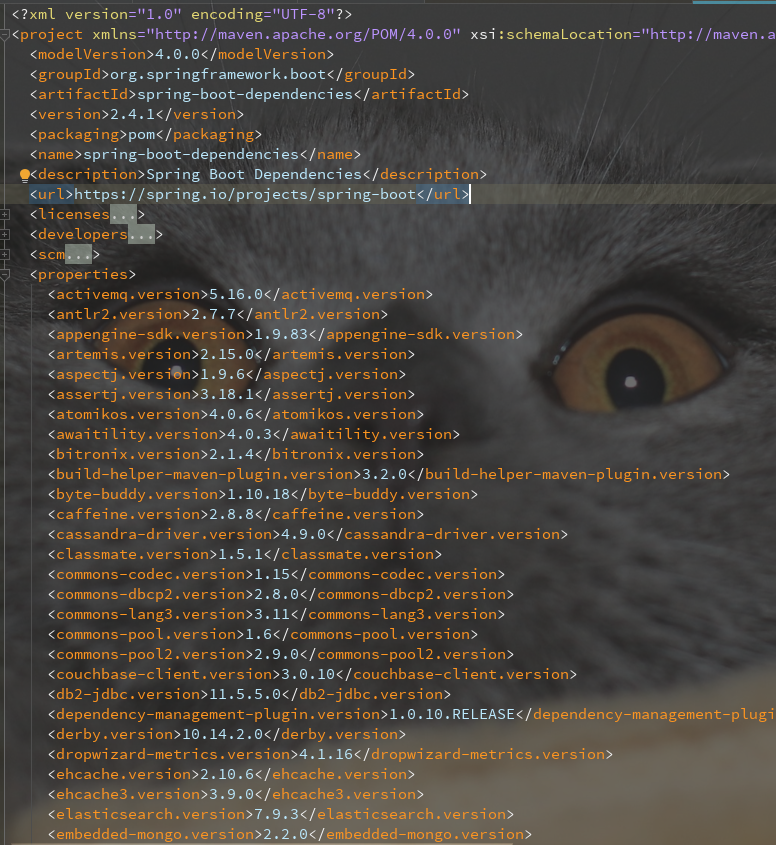 <?xml version="1.0" encoding="UTF-8"?>
<project xmlns="http://maven.apache.org/POM/4.0.0" xsi:schemaLocation="http://maven.a
<modelVersion>4.0.0</modelVersion>
<groupId>org.springframework.boot</groupId>
<artifactId>spring-boot-dependencies</artifactId>
<version>2.4.1</version>
<packaging>pom</packaging>
<name>spring-boot-dependencies</name>
<description>Spring Boot Dependencies</description>
<url>https://spring.io/projects/spring-boot</url>
<licenses...>
<developers...>
<scm...>
<properties>
<activemq.version>5.16.0</activemq.version>
<antlr2.version>2.7.7</antlr2.version>
<appengine-sdk.version>1.9.83</appengine-sdk.version>
<artemis.version>2.15.0</artemis.version>
<aspectj.version>1.9.6</aspectj.version>
<assertj.version>3.18.1</assertj.version>
<atomikos.version>4.0.6</atomikos.version>
<awaitility.version>4.0.3</awaitility.version>
<bitronix.version>2.1.4</bitronix.version>
<build-helper-maven-plugin.version>3.2.0</build-helper-maven-plugin.version>
<byte-buddy.version>1.10.18</byte-buddy.version>
<caffeine.version>2.8.8</caffeine.version>
<cassandra-driver.version>4.9.0</cassandra-driver.version>
<classmate.version>1.5.1</classmate.version>
<commons-codec.version>1.15</commons-codec.version>
<commons-dbcp2.version>2.8.0</commons-dbcp2.version>
<commons-lang3.version>3.11</commons-lang3.version>
<commons-pool.version>1.6</commons-pool.version>
<commons-pool2.version>2.9.0</commons-pool2.version>
<couchbase-client.version>3.0.10</couchbase-client.version>
<db2-jdbc.version>11.5.5.0</db2-jdbc.version>
<dependency-management-plugin.version>1.0.10.RELEASE</dependency-management-plugi
<derby.version>10.14.2.0</derby.version>
<dropwizard-metrics.version>4.1.16</dropwizard-metrics.version>
<ehcache.version>2.10.6</ehcache.version>
<ehcache3.version>3.9.0</ehcache3.version>
<elasticsearch.version>7.9.3</elasticsearch.version>
<embedded-mongo.version>2.2.0</embedded-mongo.version>